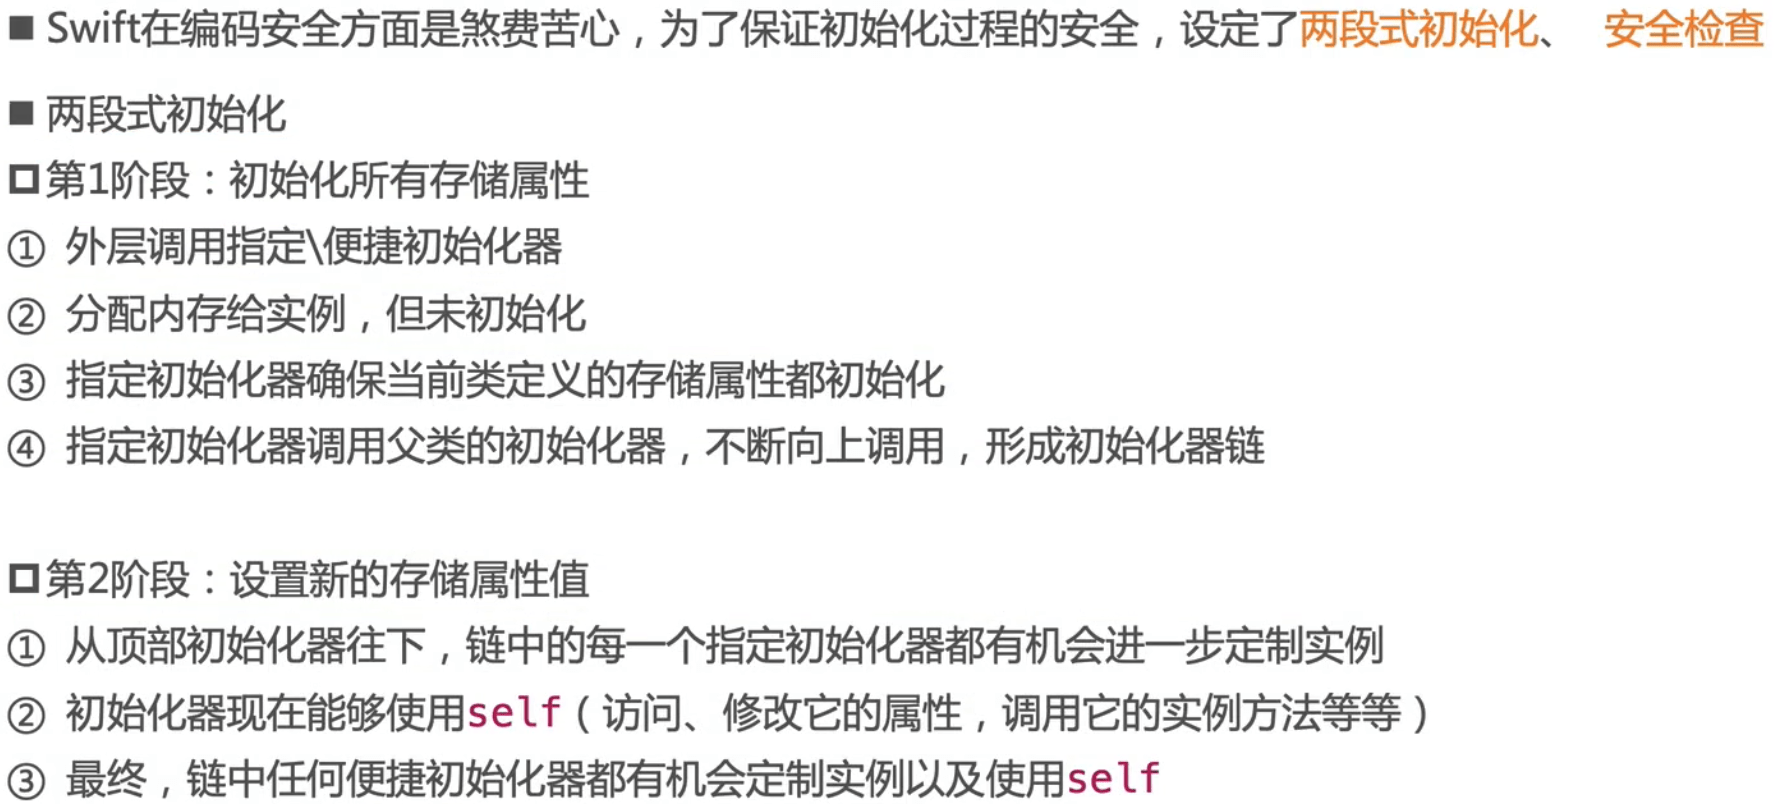 ■ Swift在编码安全方面是煞费苦心，为了保证初始化过程的安全，设定了两段式初始化、 安全检查
■ 两段式初始化
□ 第1阶段：初始化所有存储属性
① 外层调用指定\便捷初始化器
② 分配内存给实例，但未初始化
③ 指定初始化器确保当前类定义的存储属性都初始化
④ 指定初始化器调用父类的初始化器，不断向上调用，形成初始化器链
□ 第2阶段：设置新的存储属性值
① 从顶部初始化器往下，链中的每一个指定初始化器都有机会进一步定制实例
② 初始化器现在能够使用self（访问、修改它的属性，调用它的实例方法等等）
③ 最终，链中任何便捷初始化器都有机会定制实例以及使用self